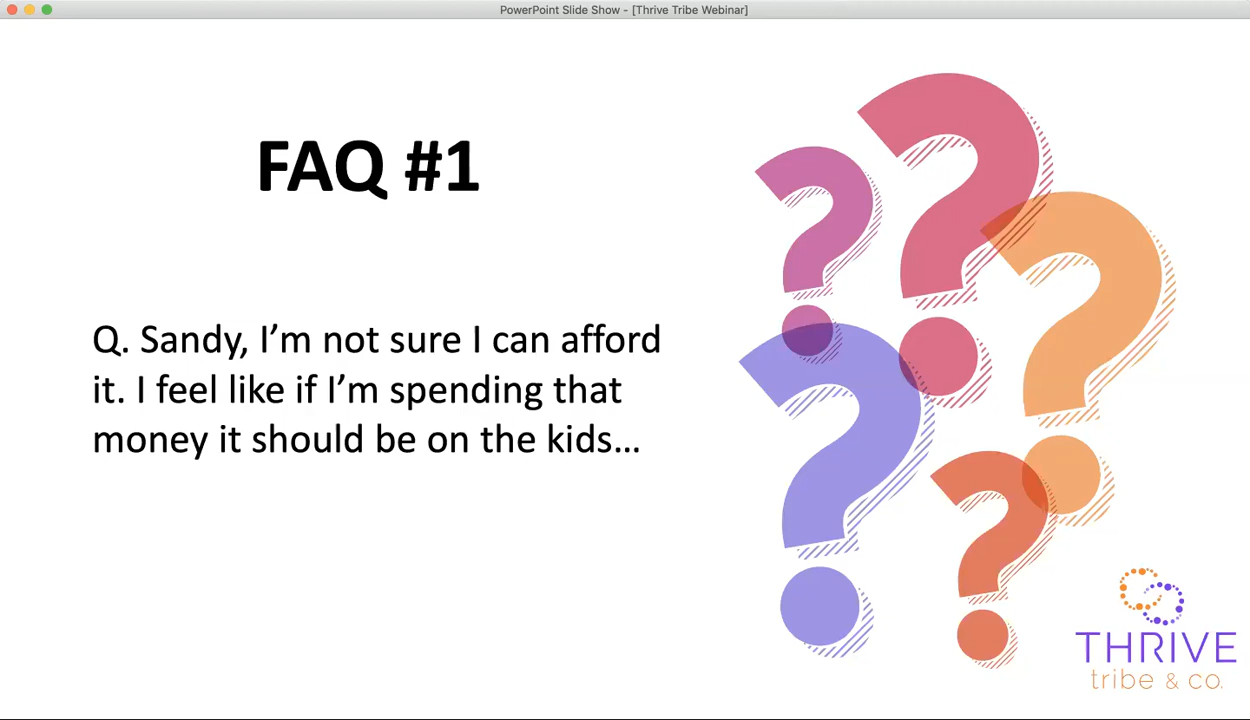 PowerPoint Slide Show - [Thrive Tribe Webinar]
FAQ #1
Q. Sandy, I’m not sure I can afford
it. I feel like if I’m spending that
money it should be on the kids…
THRIVE
tribe & co.